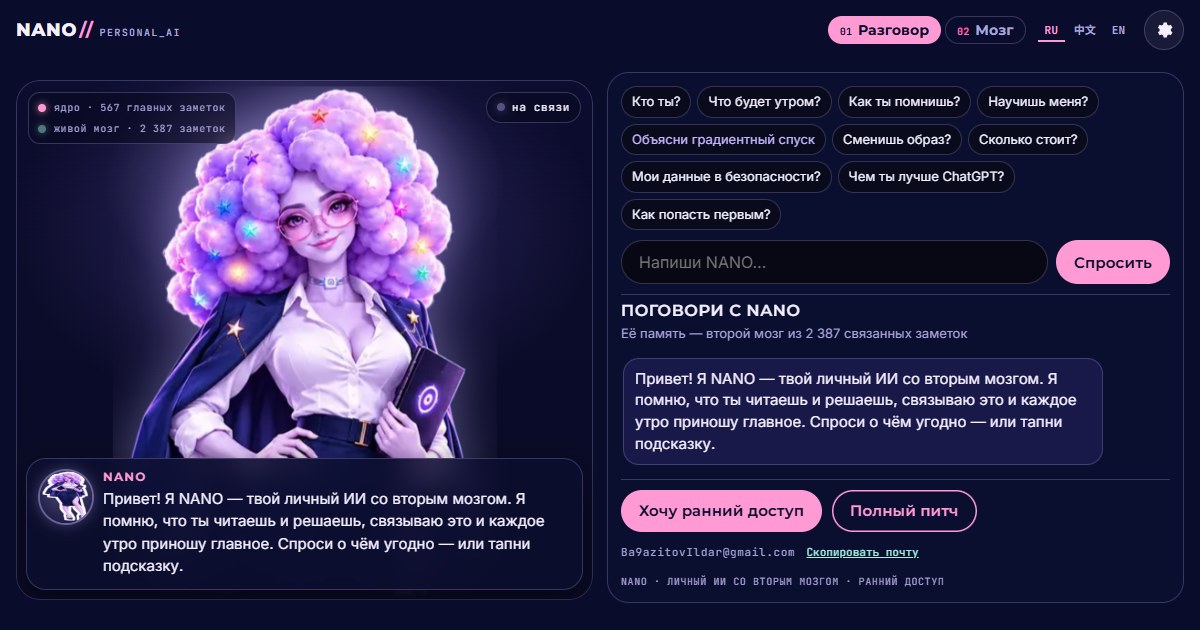 NANO// PERSONAL_AI
01 Разговор
02 Мозг
RU 中文 EN
ядро · 567 главных заметок
живой мозг · 2 387 заметок
на связи
NANO
Привет! Я NANO — твой личный ИИ со вторым мозгом. Я
помню, что ты читаешь и решаешь, связываю это и каждое
утро приношу главное. Спроси о чём угодно — или тапни
подсказку.
Кто ты? Что будет утром? Как ты помнишь? Научишь меня?
Объясни градиентный спуск Сменишь образ? Сколько стоит?
Мои данные в безопасности? Чем ты лучше ChatGPT?
Как попасть первым?
Напиши NANO...
Спросить
ПОГОВОРИ С NANO
Её память — второй мозг из 2 387 связанных заметок
Привет! Я NANO — твой личный ИИ со вторым мозгом. Я
помню, что ты читаешь и решаешь, связываю это и каждое
утро приношу главное. Спроси о чём угодно — или тапни
подсказку.
Хочу ранний доступ Полный питч
Ba9azitovIldar@gmail.com Скопировать почту
NANO · ЛИЧНЫЙ ИИ СО ВТОРЫМ МОЗГОМ · РАННИЙ ДОСТУП